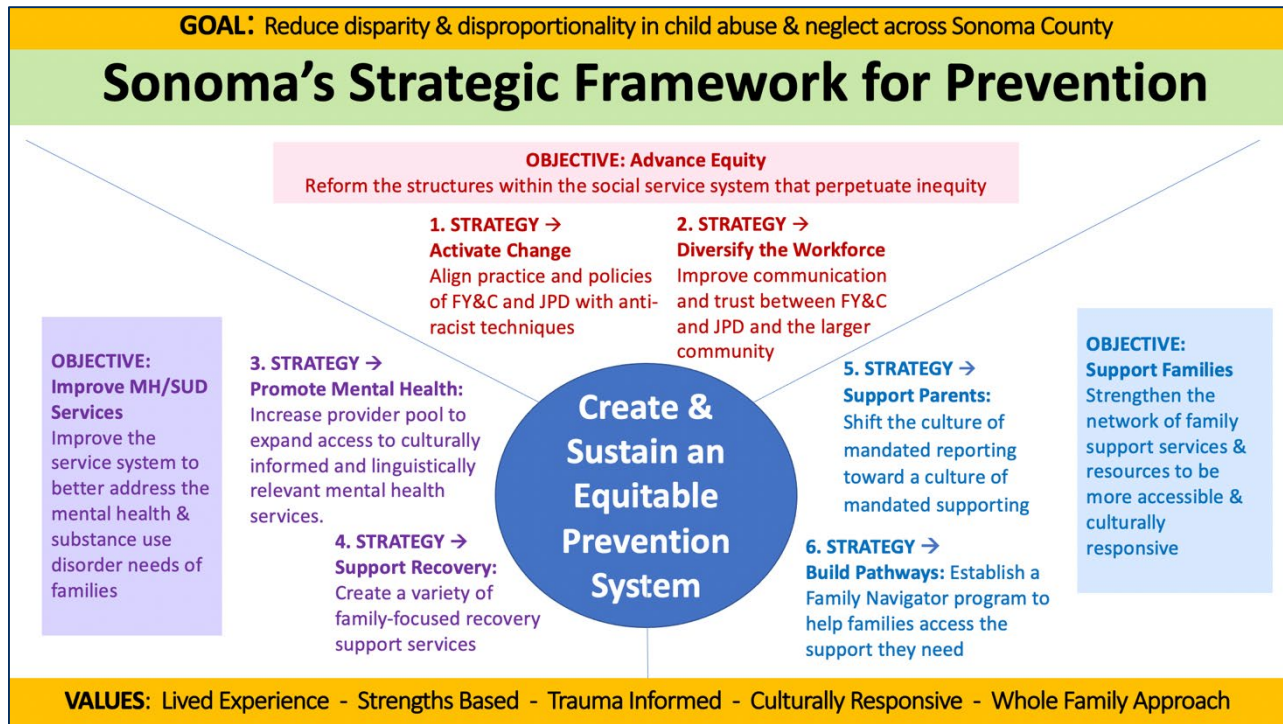 GOAL: Reduce disparity & disproportionality in child abuse & neglect across Sonoma County
Sonoma's Strategic Framework for Prevention
OBJECTIVE: Advance Equity
Reform the structures within the social service system that perpetuate inequity
1. STRATEGY →
Activate Change
Align practice and policies
of FY&C and JPD with anti-
racist techniques
2. STRATEGY →
Diversify the Workforce
Improve communication
and trust between FY&C
and JPD and the larger
community
OBJECTIVE:
Improve MH/SUD
Services
Improve the
service system to
better address the
mental health &
substance use
disorder needs of
families
3. STRATEGY →
Promote Mental Health:
Increase provider pool to
expand access to culturally
informed and linguistically
relevant mental health
services.
4. STRATEGY →
Support Recovery:
Create a variety of
family-focused recovery
support services
Create &
Sustain an
Equitable
Prevention
System
5. STRATEGY →
Support Parents:
Shift the culture of
mandated reporting
toward a culture of
mandated supporting
6. STRATEGY →
Build Pathways: Establish a
Family Navigator program to
help families access the
support they need
OBJECTIVE:
Support Families
Strengthen the
network of family
support services &
resources to be
more accessible &
culturally
responsive
VALUES: Lived Experience - Strengths Based - Trauma Informed - Culturally Responsive - Whole Family Approach